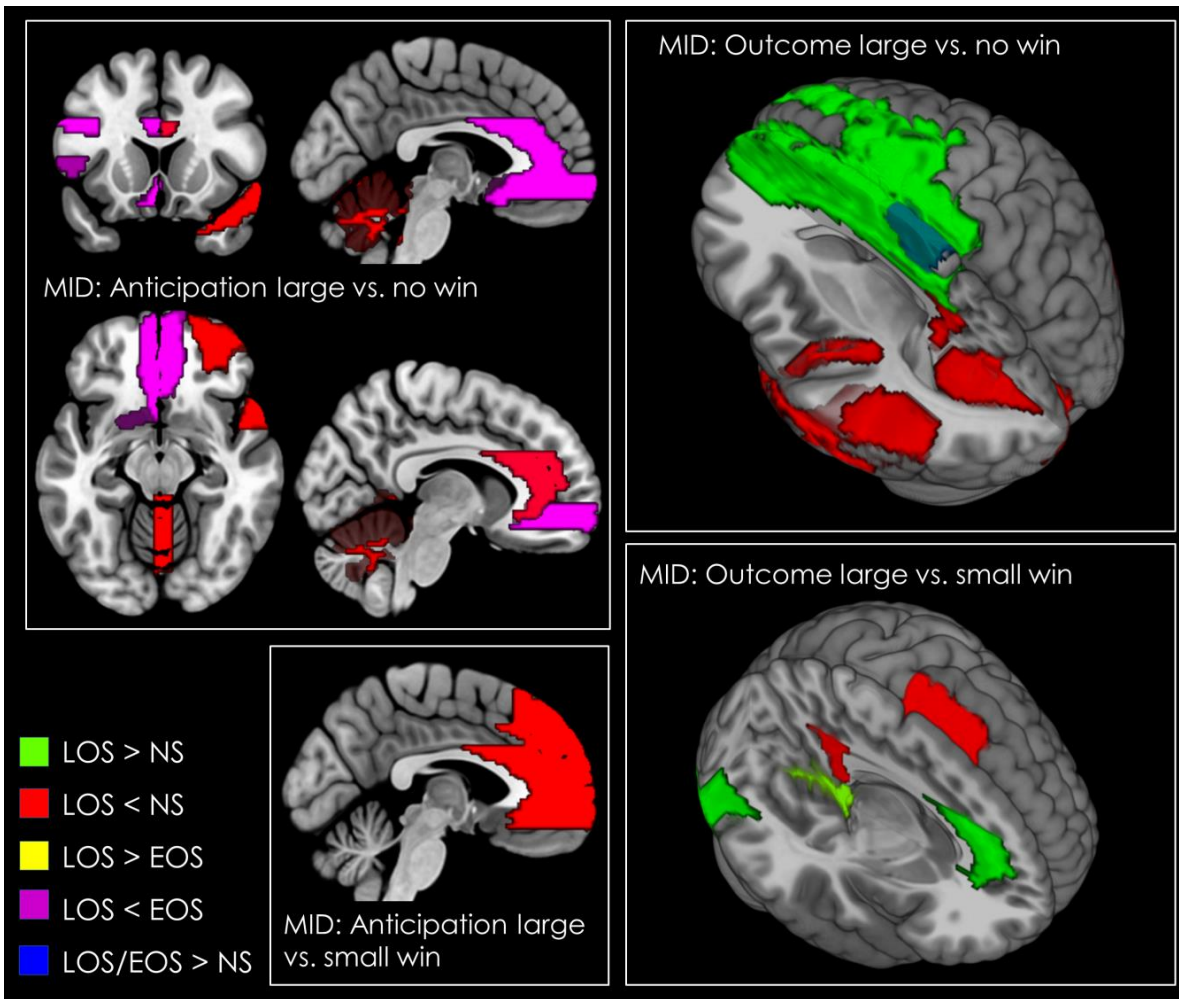 MID: Anticipation large vs. no win
MID: Outcome large vs. no win
MID: Outcome large vs. small win
LOS > NS
LOS < NS
LOS > EOS
LOS < EOS
LOS/EOS > NS
MID: Anticipation large
vs. small win